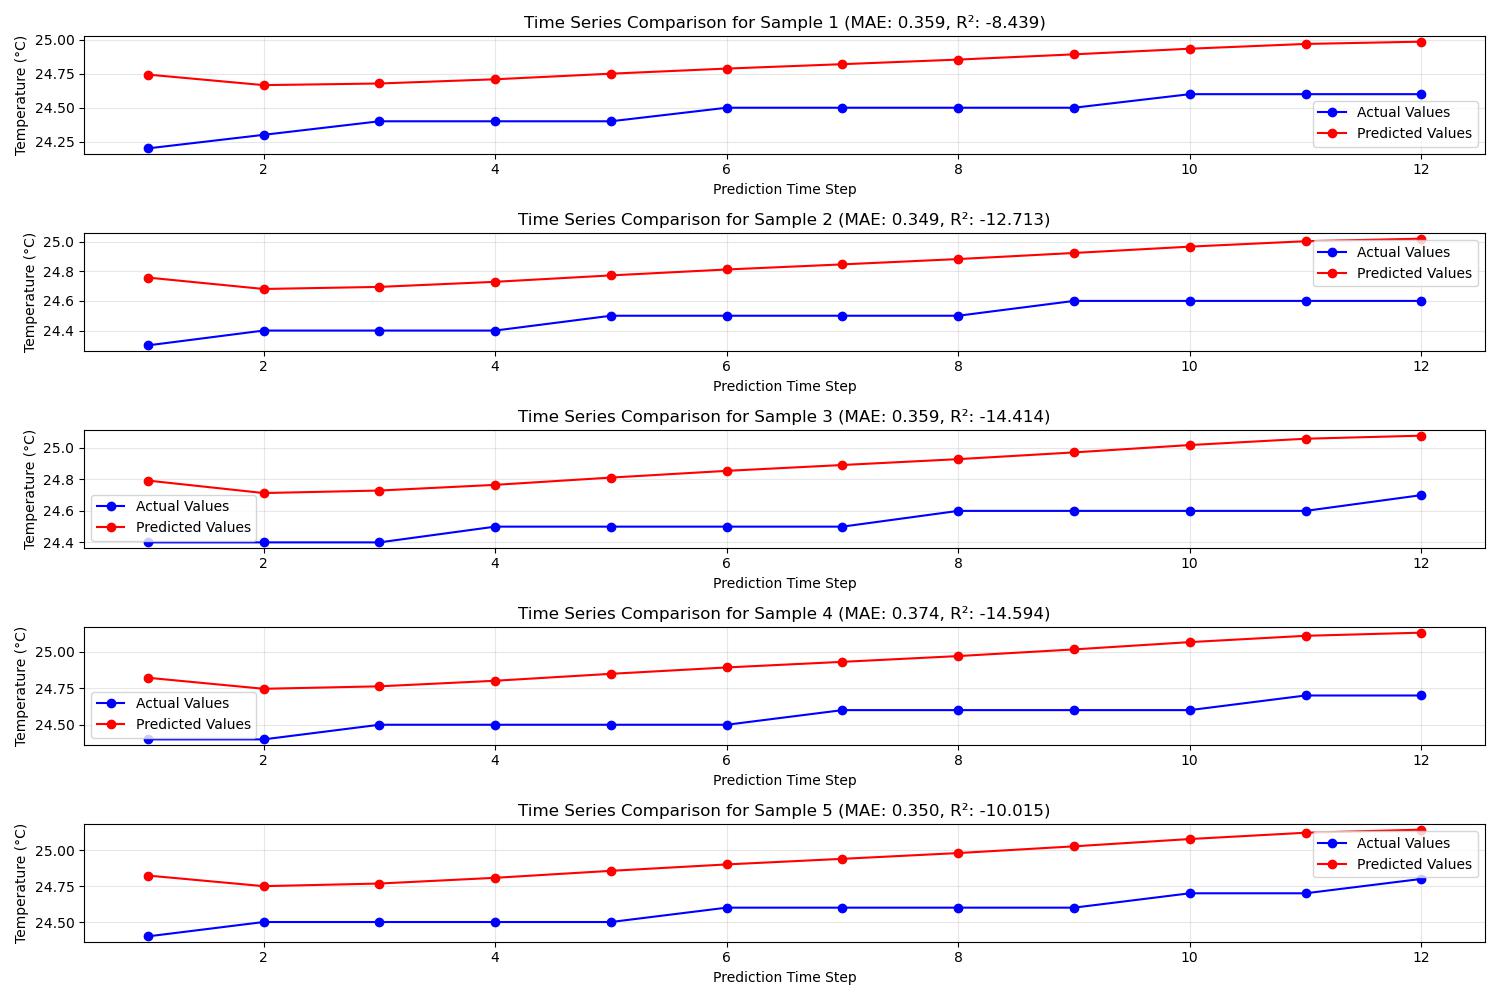 Time Series Comparison for Sample 1 (MAE: 0.359, R²: -8.439)
Temperature (°C)
25.00
24.75
24.50
24.25
Actual Values
Predicted Values
2 4 6 8 10 12
Prediction Time Step
Time Series Comparison for Sample 2 (MAE: 0.349, R²: -12.713)
Temperature (°C)
25.0
24.8
24.6
24.4
Actual Values
Predicted Values
2 4 6 8 10 12
Prediction Time Step
Time Series Comparison for Sample 3 (MAE: 0.359, R²: -14.414)
Temperature (°C)
25.0
24.8
24.6
24.4
Actual Values
Predicted Values
2 4 6 8 10 12
Prediction Time Step
Time Series Comparison for Sample 4 (MAE: 0.374, R²: -14.594)
Temperature (°C)
25.00
24.75
24.50
Actual Values
Predicted Values
2 4 6 8 10 12
Prediction Time Step
Time Series Comparison for Sample 5 (MAE: 0.350, R²: -10.015)
Temperature (°C)
25.00
24.75
24.50
Actual Values
Predicted Values
2 4 6 8 10 12
Prediction Time Step